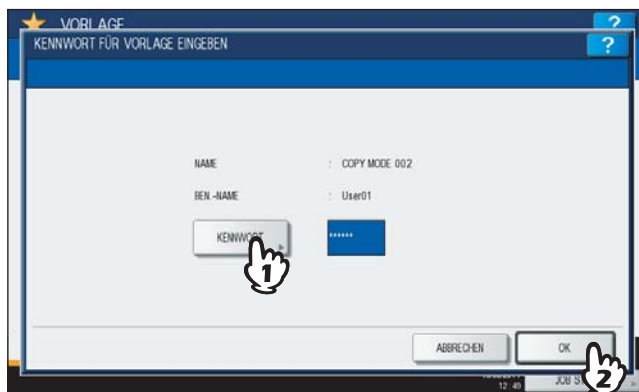 VORLAGE ?
KENNWORT FÜR VORLAGE EINGEBEN ?
NAME : COPY MODE 002
BEN.-NAME : User01
KENNWORT ••••••
1
ABBRECHEN OK
12:49 JOB
2